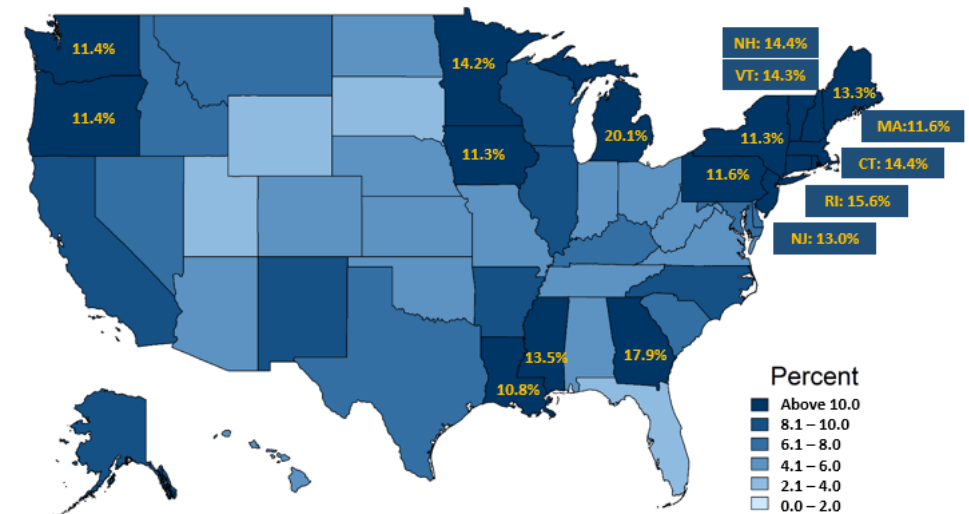 11.4%
11.4%
14.2%
11.3%
20.1%
NH: 14.4%
VT: 14.3%
13.3%
11.3%
MA:11.6%
11.6%
CT: 14.4%
RI: 15.6%
NJ: 13.0%
13.5%
17.9%
10.8%
Percent
Above 10.0
8.1 – 10.0
6.1 – 8.0
4.1 – 6.0
2.1 – 4.0
0.0 – 2.0